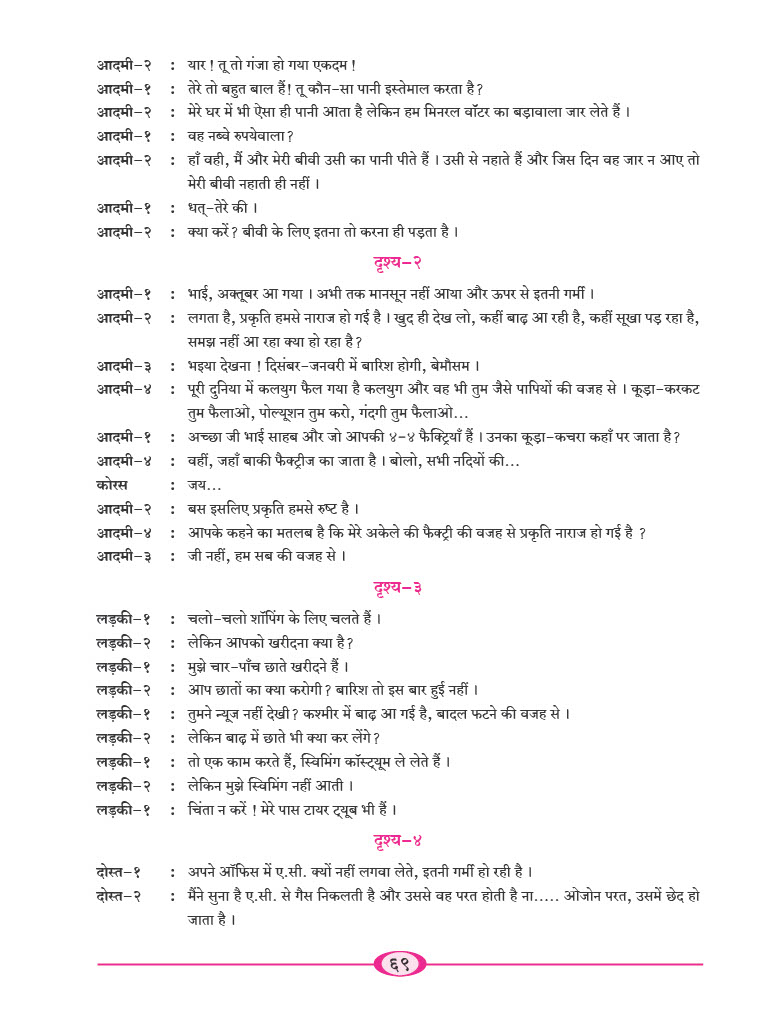 आदमी-२ : यार ! तू तो गंजा हो गया एकदम !
आदमी-१ : तेरे तो बहुत बाल हैं! तू कौन-सा पानी इस्तेमाल करता है?
आदमी-२ : मेरे घर में भी ऐसा ही पानी आता है लेकिन हम मिनरल वॉटर का बड़ावाला जार लेते हैं ।
आदमी-१ : वह नब्वे रुपयेवाला?
आदमी-२ : हाँ वही, मैं और मेरी बीवी उसी का पानी पीते हैं । उसी से नहाते हैं और जिस दिन वह जार न आए तो
मेरी बीवी नहाती ही नहीं ।
आदमी-१ : धत्-तेरे की ।
आदमी-२ : क्या करें? बीवी के लिए इतना तो करना ही पड़ता है ।
दृश्य-२
आदमी-१ : भाई, अक्तूबर आ गया । अभी तक मानसून नहीं आया और ऊपर से इतनी गर्मी ।
आदमी-२ : लगता है, प्रकृति हमसे नाराज हो गई है । खुद ही देख लो, कहीं बाढ़ आ रही है, कहीं सूखा पड़ रहा है,
समझ नहीं आ रहा क्या हो रहा है?
आदमी-३ : भइया देखना ! दिसंबर-जनवरी में बारिश होगी, बेमौसम ।
आदमी-४ : पूरी दुनिया में कलयुग फैल गया है कलयुग और वह भी तुम जैसे पापियों की वजह से । कूड़ा-करकट
तुम फैलाओ, पोल्यूशन तुम करो, गंदगी तुम फैलाओ...
आदमी-१ : अच्छा जी भाई साहब और जो आपकी ४-४ फैक्ट्रियाँ हैं । उनका कूड़ा-कचरा कहाँ पर जाता है?
आदमी-४ : वहीं, जहाँ बाकी फैक्ट्रीज का जाता है । बोलो, सभी नदियों की...
कोरस : जय...
आदमी-२ : बस इसलिए प्रकृति हमसे रुष्ट है ।
आदमी-४ : आपके कहने का मतलब है कि मेरे अकेले की फैक्ट्री की वजह से प्रकृति नाराज हो गई है ?
आदमी-३ : जी नहीं, हम सब की वजह से ।
दृश्य-३
लड़की-१ : चलो-चलो शॉपिंग के लिए चलते हैं ।
लड़की-२ : लेकिन आपको खरीदना क्या है?
लड़की-१ : मुझे चार-पाँच छाते खरीदने हैं ।
लड़की-२ : आप छातों का क्या करोगी? बारिश तो इस बार हुई नहीं ।
लड़की-१ : तुमने न्यूज नहीं देखी? कश्मीर में बाढ़ आ गई है, बादल फटने की वजह से ।
लड़की-२ : लेकिन बाढ़ में छाते भी क्या कर लेंगे?
लड़की-१ : तो एक काम करते हैं, स्विमिंग कॉस्ट्यूम ले लेते हैं ।
लड़की-२ : लेकिन मुझे स्विमिंग नहीं आती ।
लड़की-१ : चिंता न करें ! मेरे पास टायर ट्यूब भी हैं ।
दृश्य-४
दोस्त-१ : अपने ऑफिस में ए.सी. क्यों नहीं लगवा लेते, इतनी गर्मी हो रही है ।
दोस्त-२ : मैंने सुना है ए.सी. से गैस निकलती है और उससे वह परत होती है ना..... ओजोन परत, उसमें छेद हो
जाता है ।
६९